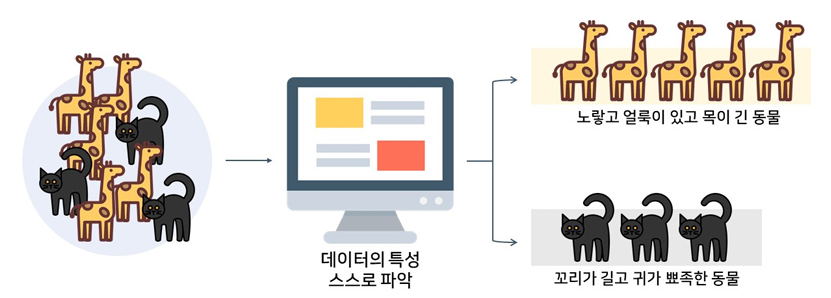 노랗고 얼룩이 있고 목이 긴 동물
데이터의 특성
스스로 파악
꼬리가 길고 귀가 뾰족한 동물